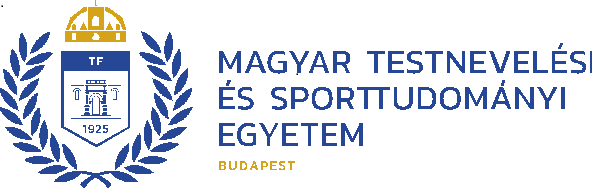 TF
1925
MAGYAR TESTNEVELÉSI
ÉS SPORTTUDOMÁNYI
EGYETEM
BUDAPEST